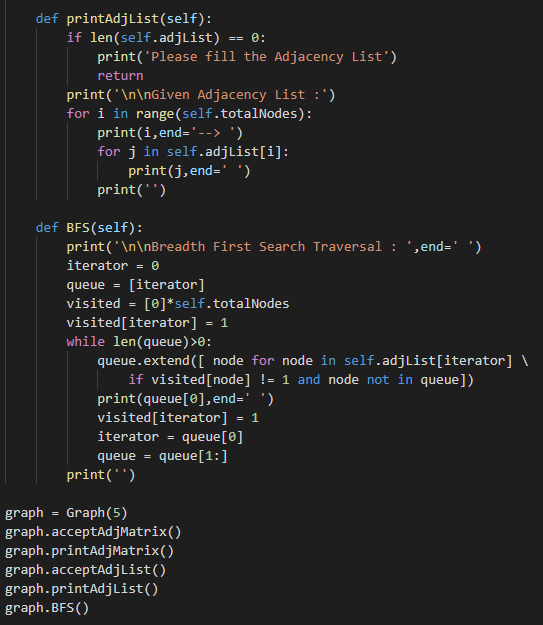 def printAdjList(self):
    if len(self.adjList) == 0:
        print('Please fill the Adjacency List')
        return
    print('\n\nGiven Adjacency List :')
    for i in range(self.totalNodes):
        print(i,end='--> ')
        for j in self.adjList[i]:
            print(j,end=' ')
        print('')
def BFS(self):
    print('\n\nBreadth First Search Traversal : ',end=' ')
    iterator = 0
    queue = [iterator]
    visited = [0]*self.totalNodes
    visited[iterator] = 1
    while len(queue)>0:
        queue.extend([ node for node in self.adjList[iterator] \
            if visited[node] != 1 and node not in queue])
        print(queue[0],end=' ')
        visited[iterator] = 1
        iterator = queue[0]
        queue = queue[1:]
    print('')
graph = Graph(5)
graph.acceptAdjMatrix()
graph.printAdjMatrix()
graph.acceptAdjList()
graph.printAdjList()
graph.BFS()